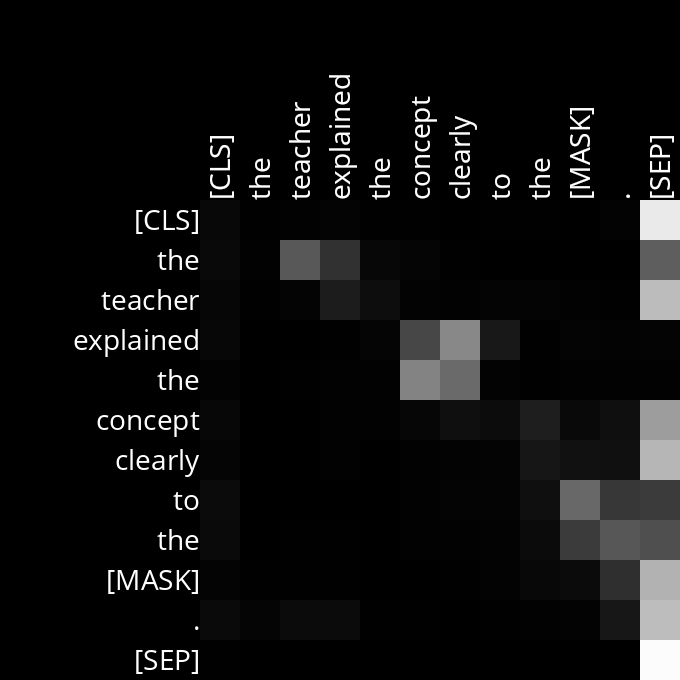 [CLS]
the
teacher
explained
the
concept
clearly
to
the
[MASK]
.
[SEP]
[CLS]
the
teacher
explained
the
concept
clearly
to
the
[MASK]
.
[SEP]